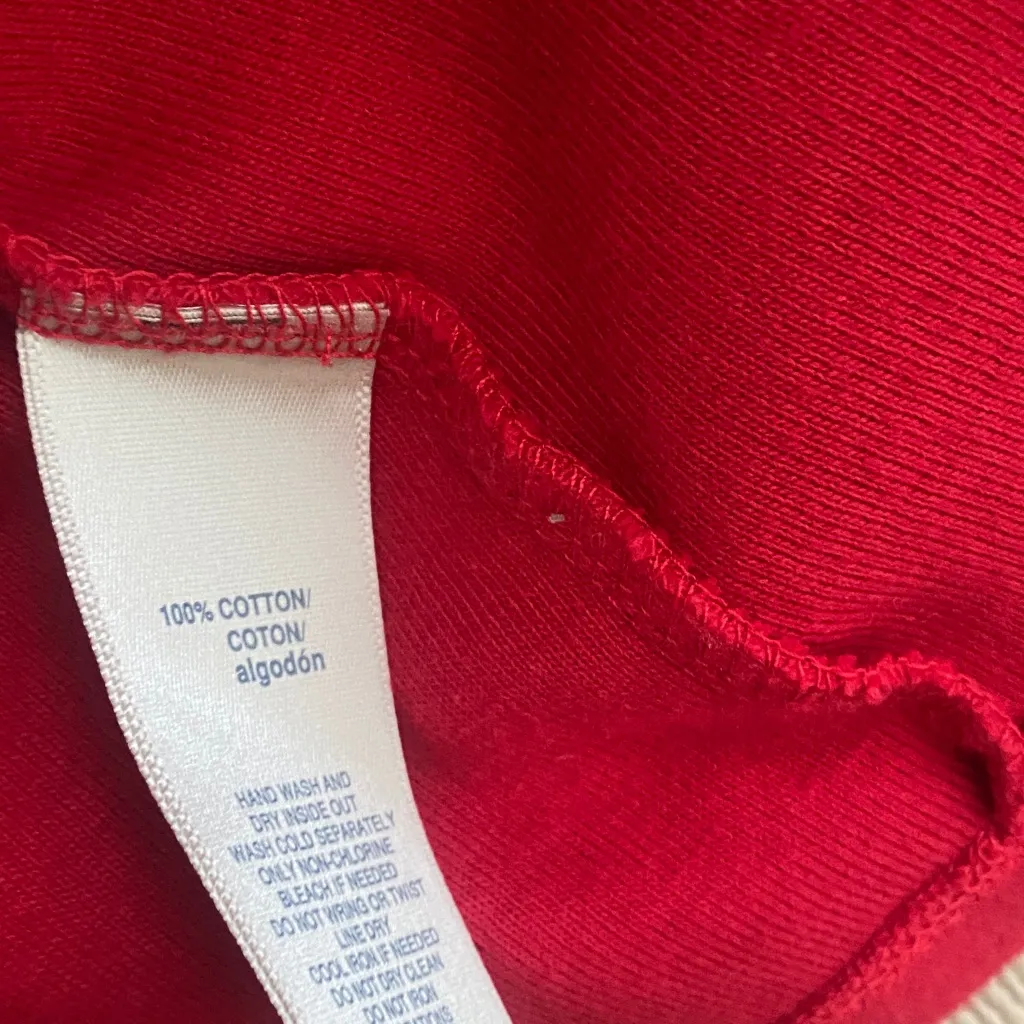 100% COTTON/
COTON/
algodón
HAND WASH AND
DRY INSIDE OUT
WASH COLD SEPARATELY
ONLY NON-CHLORINE
BLEACH IF NEEDED
DO NOT WRING OR TWIST
LINE DRY
COOL IRON IF NEEDED
DO NOT DRY CLEAN
DO NOT IRON